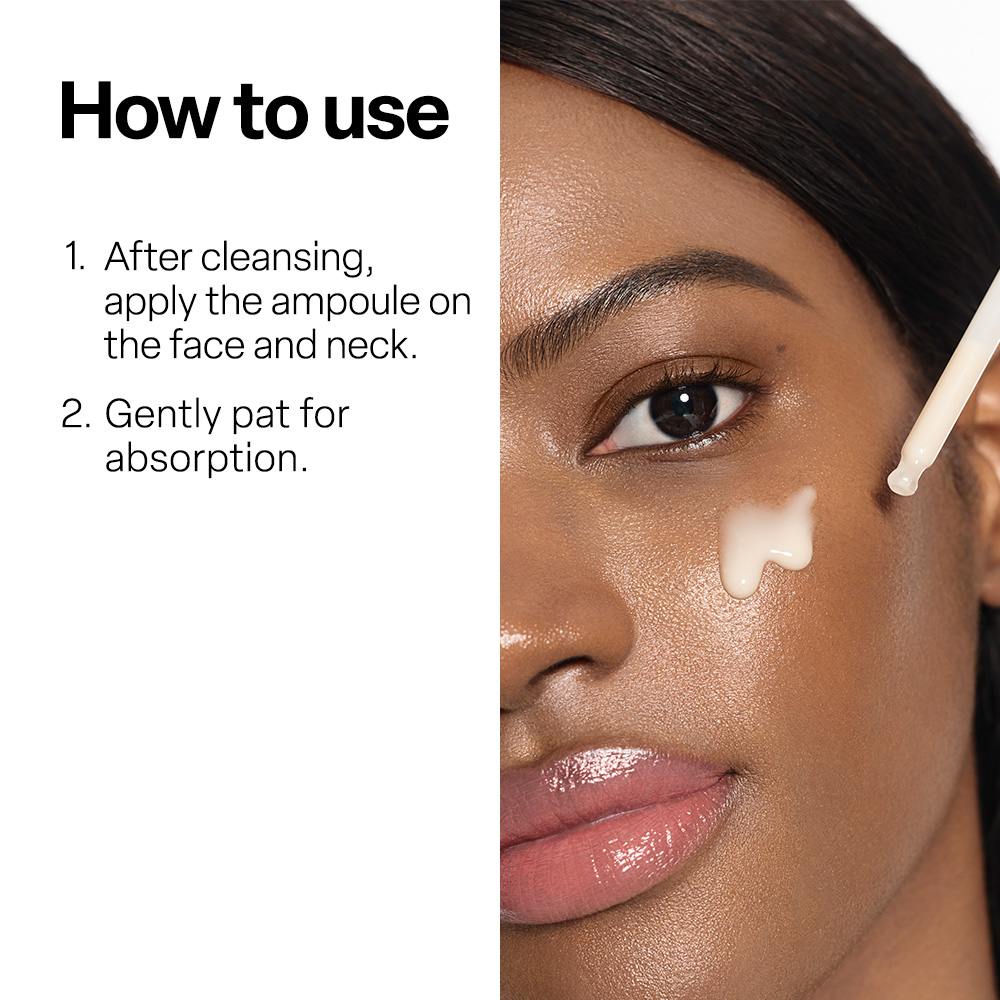 How to use
1. After cleansing,
apply the ampoule on
the face and neck.
2. Gently pat for
absorption.